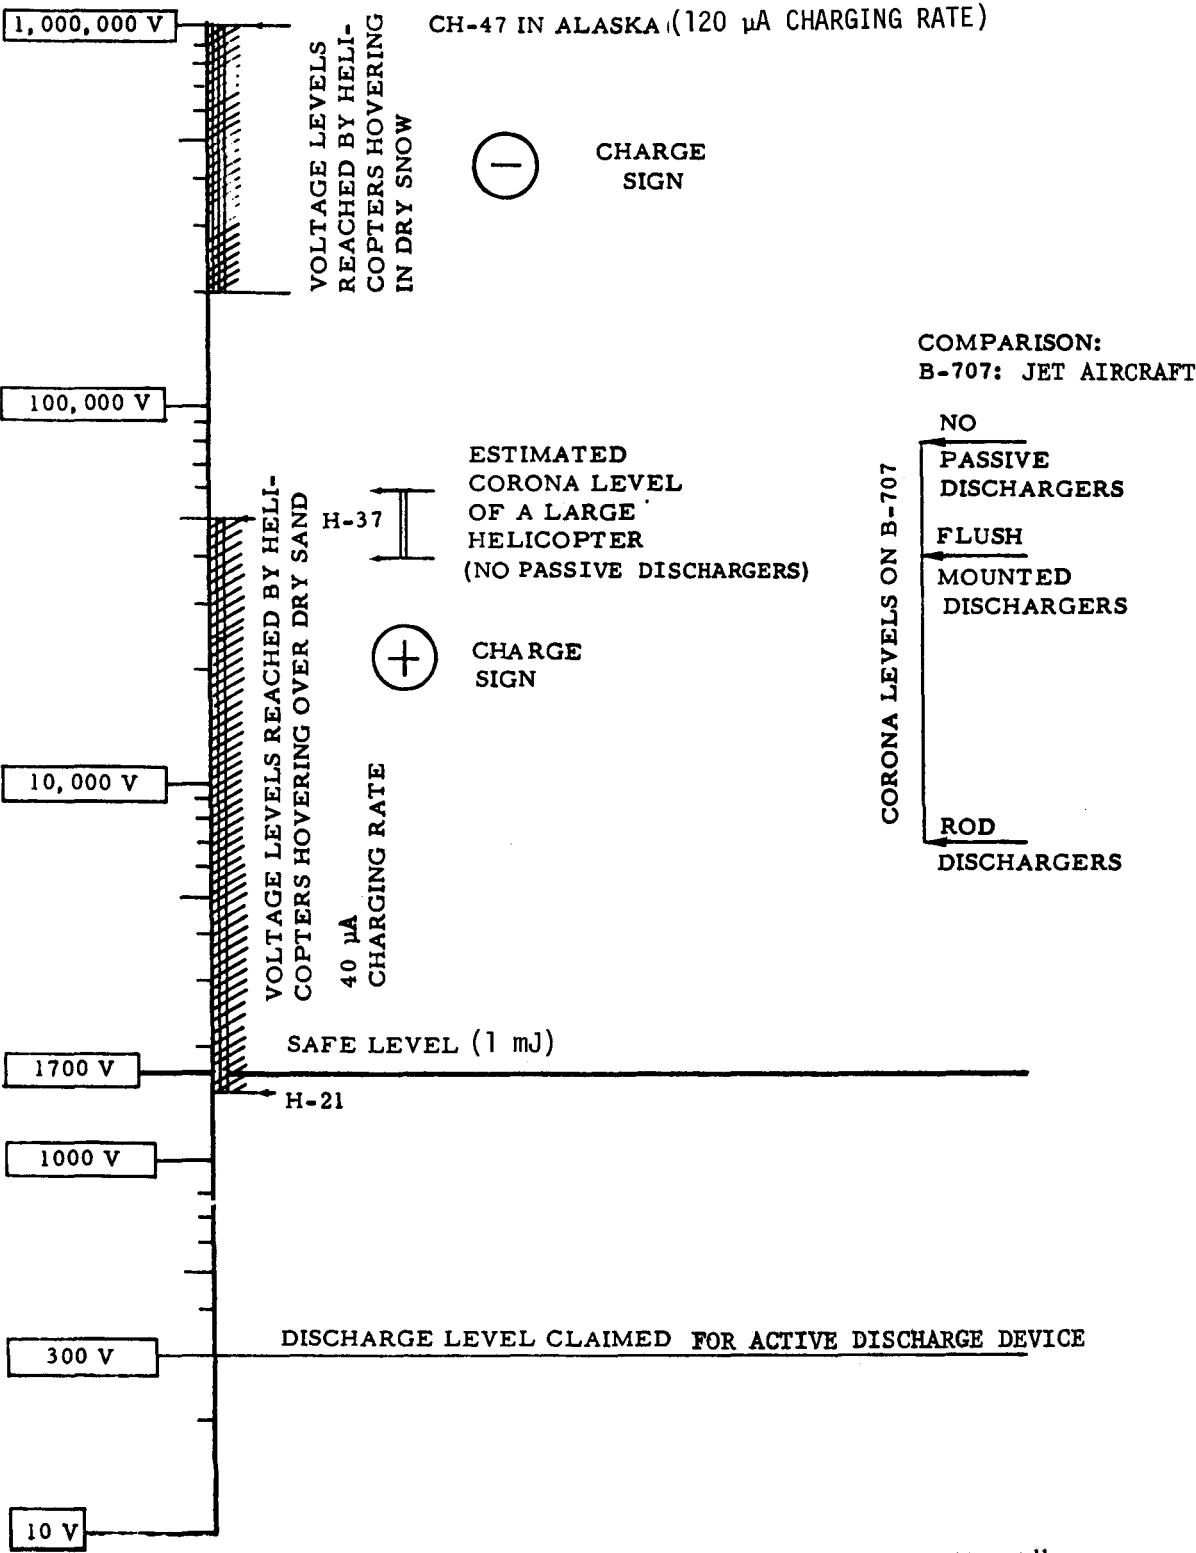 1,000,000 V
CH-47 IN ALASKA (120 µA CHARGING RATE)
VOLTAGE LEVELS
REACHED BY HELI-
COPTERS HOVERING
IN DRY SNOW
−
CHARGE
SIGN
COMPARISON:
B-707: JET AIRCRAFT
100,000 V
NO
PASSIVE
DISCHARGERS
FLUSH
MOUNTED
DISCHARGERS
ROD
DISCHARGERS
CORONA LEVELS ON B-707
ESTIMATED
CORONA LEVEL
OF A LARGE
HELICOPTER
(NO PASSIVE DISCHARGERS)
H-37
VOLTAGE LEVELS REACHED BY HELI-
COPTERS HOVERING OVER DRY SAND
+
CHARGE
SIGN
40 µA
CHARGING RATE
10,000 V
SAFE LEVEL (1 mJ)
1700 V
H-21
1000 V
DISCHARGE LEVEL CLAIMED FOR ACTIVE DISCHARGE DEVICE
300 V
10 V